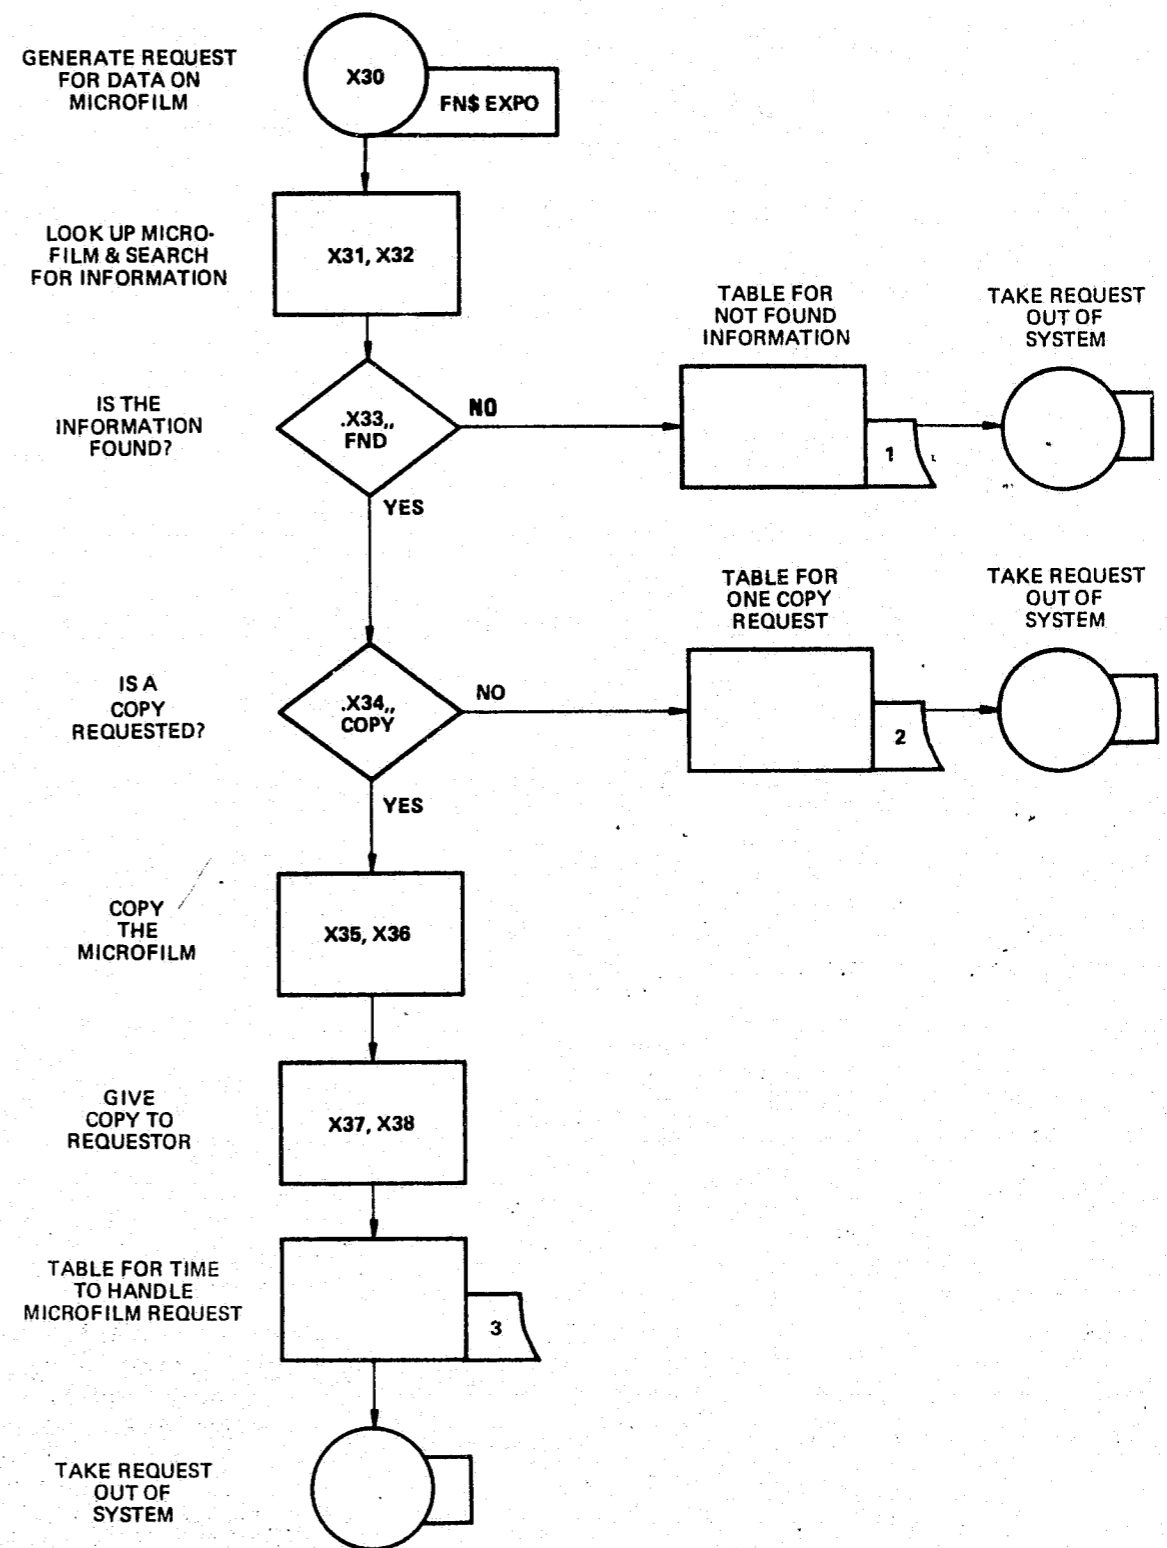 GENERATE REQUEST
FOR DATA ON
MICROFILM
X30
FN$ EXPO
LOOK UP MICRO-
FILM & SEARCH
FOR INFORMATION
X31, X32
TABLE FOR
NOT FOUND
INFORMATION
TAKE REQUEST
OUT OF
SYSTEM
IS THE
INFORMATION
FOUND?
.X33,,
FND
NO
1
YES
TABLE FOR
ONE COPY
REQUEST
TAKE REQUEST
OUT OF
SYSTEM
IS A
COPY
REQUESTED?
.X34,,
COPY
NO
2
YES
COPY
THE
MICROFILM
X35, X36
GIVE
COPY TO
REQUESTOR
X37, X38
TABLE FOR TIME
TO HANDLE
MICROFILM REQUEST
3
TAKE REQUEST
OUT OF
SYSTEM